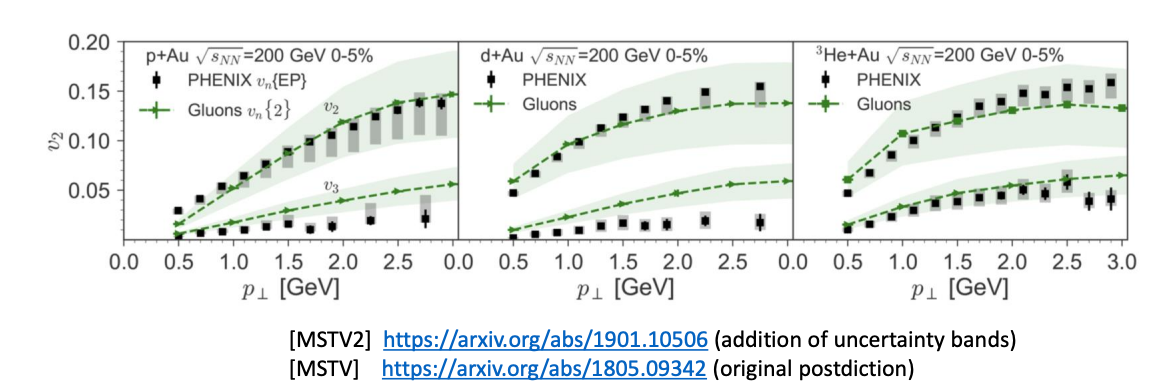 0.20
0.15
0.10
0.05
v₂
p+Au √sNN=200 GeV 0-5%
PHENIX vn{EP}
Gluons vn{2}
v₂
v₃
d+Au √sNN=200 GeV 0-5%
PHENIX
Gluons
³He+Au √sNN=200 GeV 0-5%
PHENIX
Gluons
0.0 0.5 1.0 1.5 2.0 2.5 0.0 0.5 1.0 1.5 2.0 2.5 0.0 0.5 1.0 1.5 2.0 2.5 3.0
p⊥ [GeV] p⊥ [GeV] p⊥ [GeV]
[MSTV2] https://arxiv.org/abs/1901.10506 (addition of uncertainty bands)
[MSTV] https://arxiv.org/abs/1805.09342 (original postdiction)